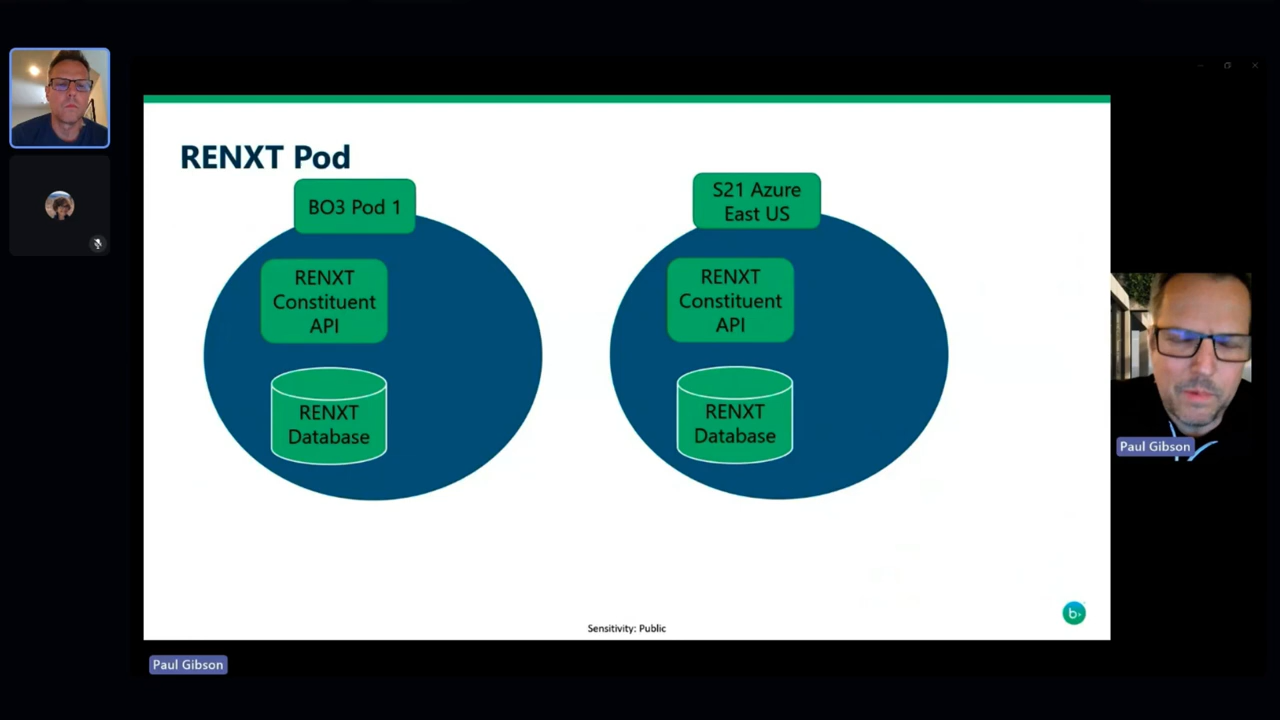 RENXT Pod
BO3 Pod 1
S21 Azure
East US
RENXT
Constituent
API
RENXT
Constituent
API
RENXT
Database
RENXT
Database
b
Sensitivity: Public
Paul Gibson
Paul Gibson